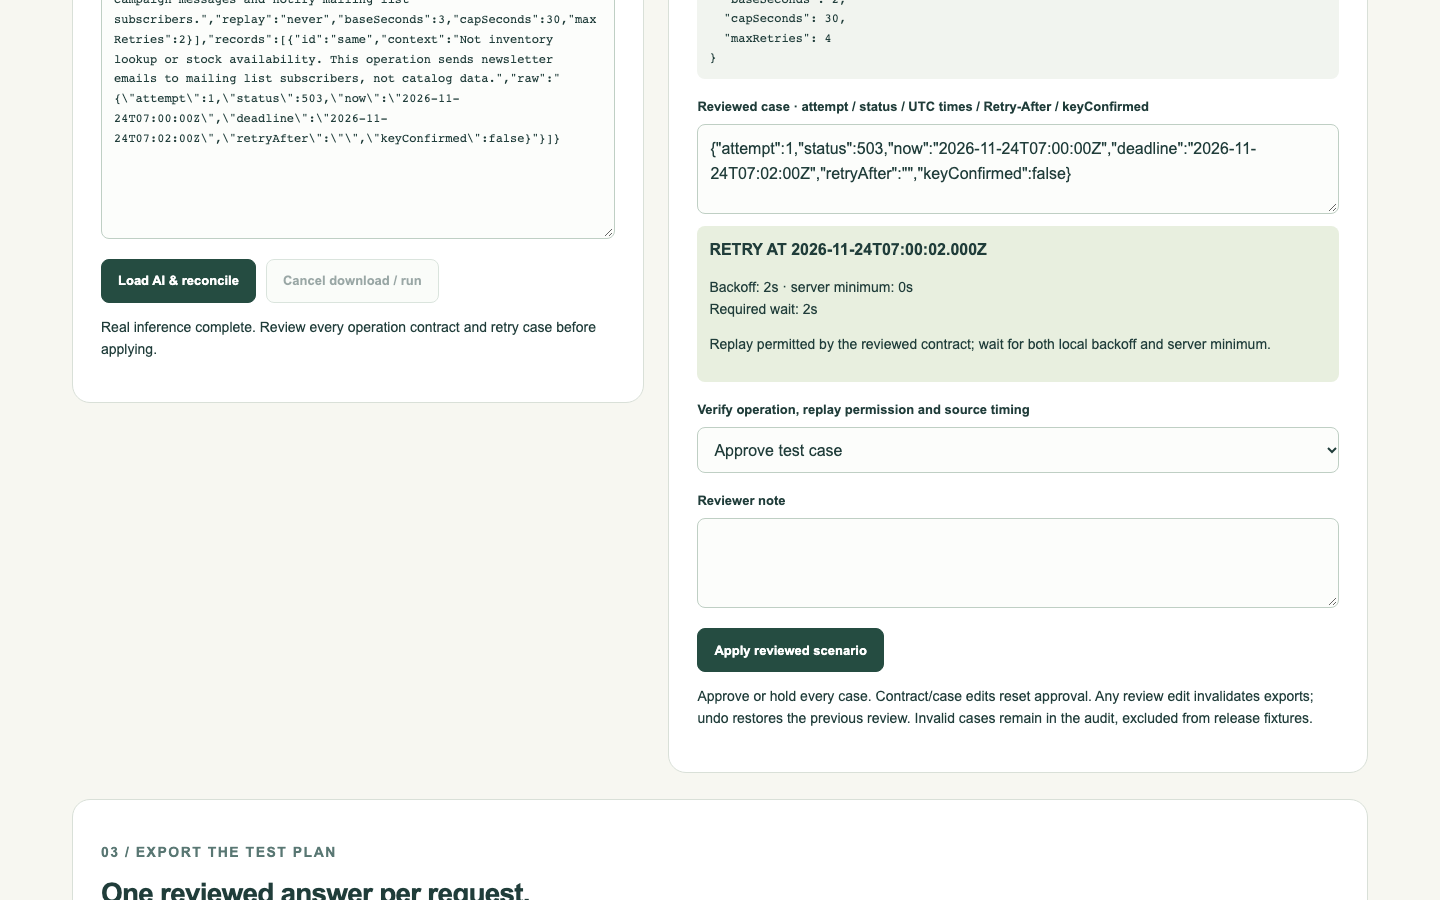 campaign messages and notify mailing list
subscribers.","replay":"never","baseSeconds":3,"capSeconds":30,"max
Retries":2}],"records":[{"id":"same","context":"Not inventory
lookup or stock availability. This operation sends newsletter
emails to mailing list subscribers, not catalog data.","raw":"
{\"attempt\":1,\"status\":503,\"now\":\"2026-11-
24T07:00:00Z\",\"deadline\":\"2026-11-
24T07:02:00Z\",\"retryAfter\":\"\",\"keyConfirmed\":false}"}]}
Load AI & reconcile
Cancel download / run
Real inference complete. Review every operation contract and retry case before
applying.
"baseSeconds": 2,
"capSeconds": 30,
"maxRetries": 4
}
Reviewed case · attempt / status / UTC times / Retry-After / keyConfirmed
{"attempt":1,"status":503,"now":"2026-11-24T07:00:00Z","deadline":"2026-11-
24T07:02:00Z","retryAfter":"","keyConfirmed":false}
RETRY AT 2026-11-24T07:00:02.000Z
Backoff: 2s · server minimum: 0s
Required wait: 2s
Replay permitted by the reviewed contract; wait for both local backoff and server minimum.
Verify operation, replay permission and source timing
Approve test case
Reviewer note
Apply reviewed scenario
Approve or hold every case. Contract/case edits reset approval. Any review edit invalidates exports;
undo restores the previous review. Invalid cases remain in the audit, excluded from release fixtures.
03 / EXPORT THE TEST PLAN
One reviewed answer per request.